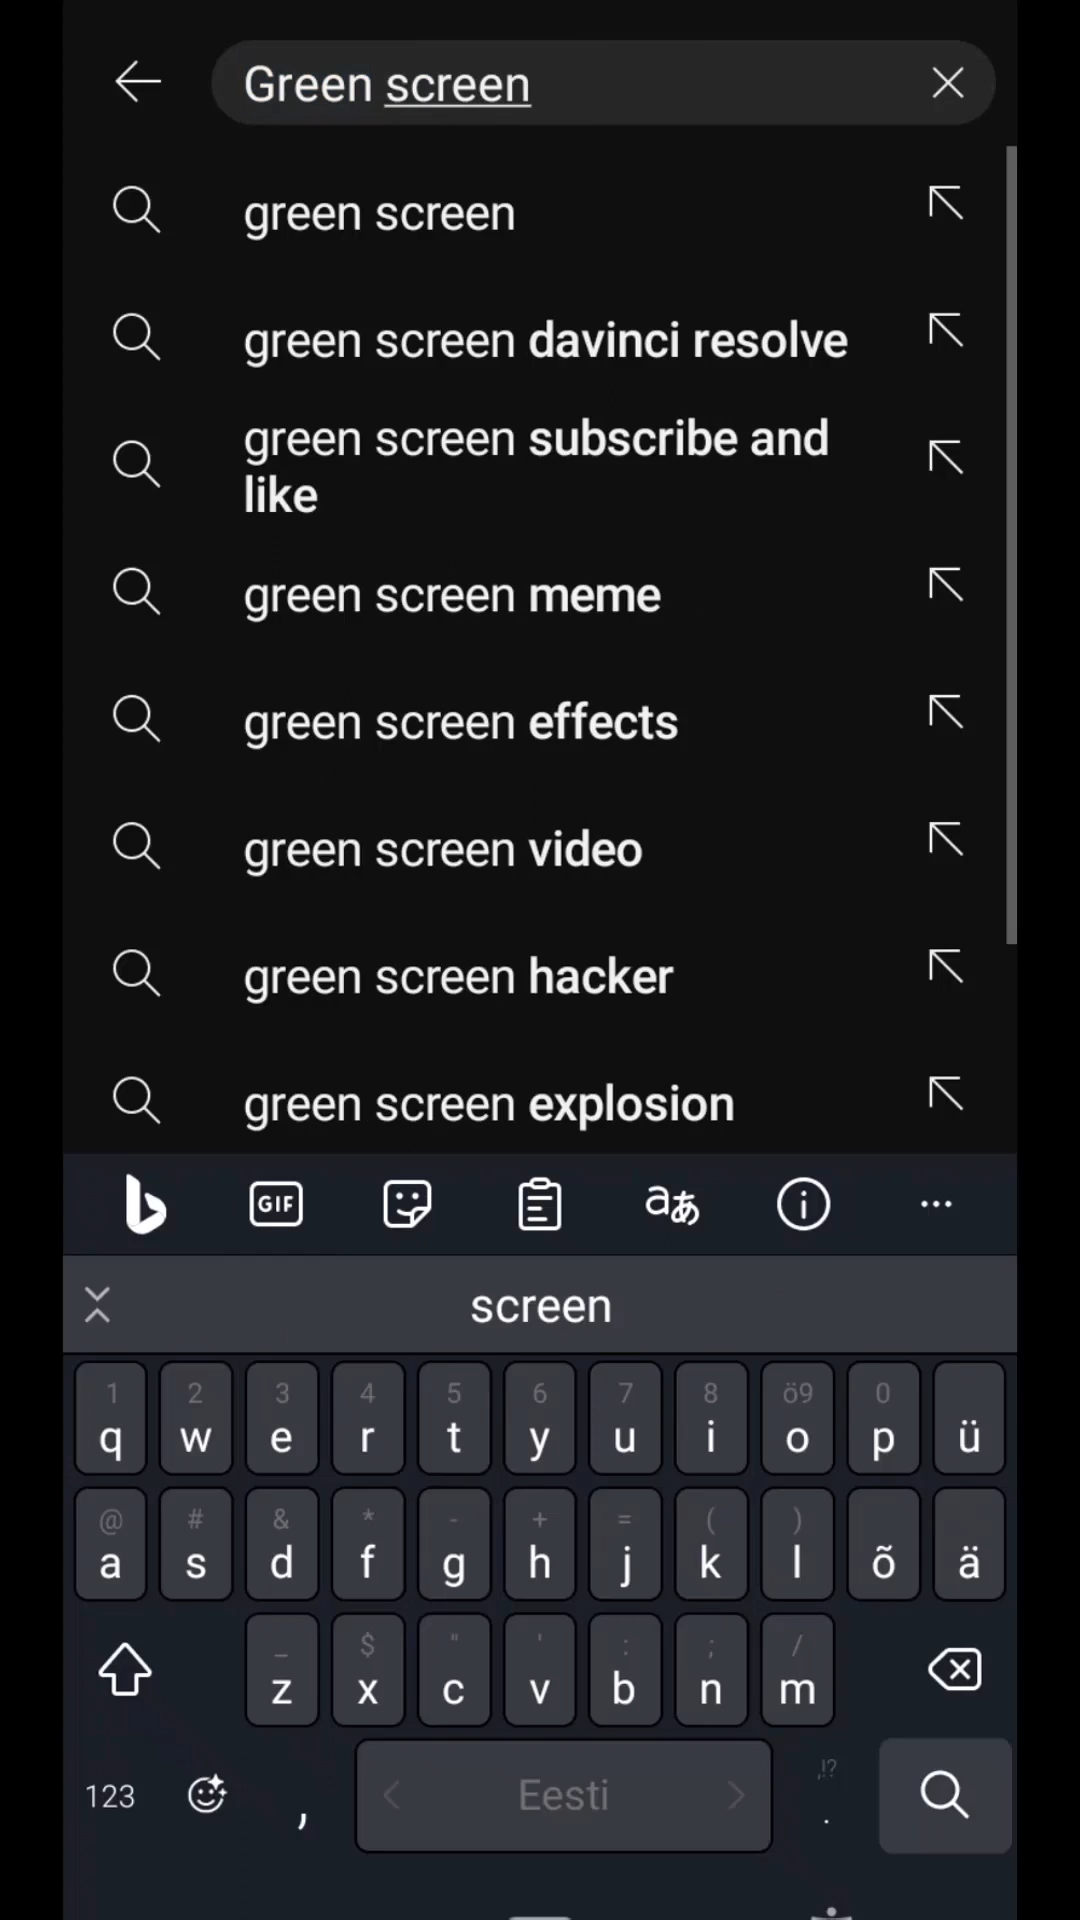 Green screen
green screen
green screen davinci resolve
green screen subscribe and
like
green screen meme
green screen effects
green screen video
green screen hacker
green screen explosion
GIF
aあ
screen
1 2 3 4 5 6 7 8 ö9 0
q w e r t y u i o p ü
@ # & * - + = ( )
a s d f g h j k l õ ä
_ $ " ' : ; /
z x c v b n m
123 , < Eesti > ,!? .